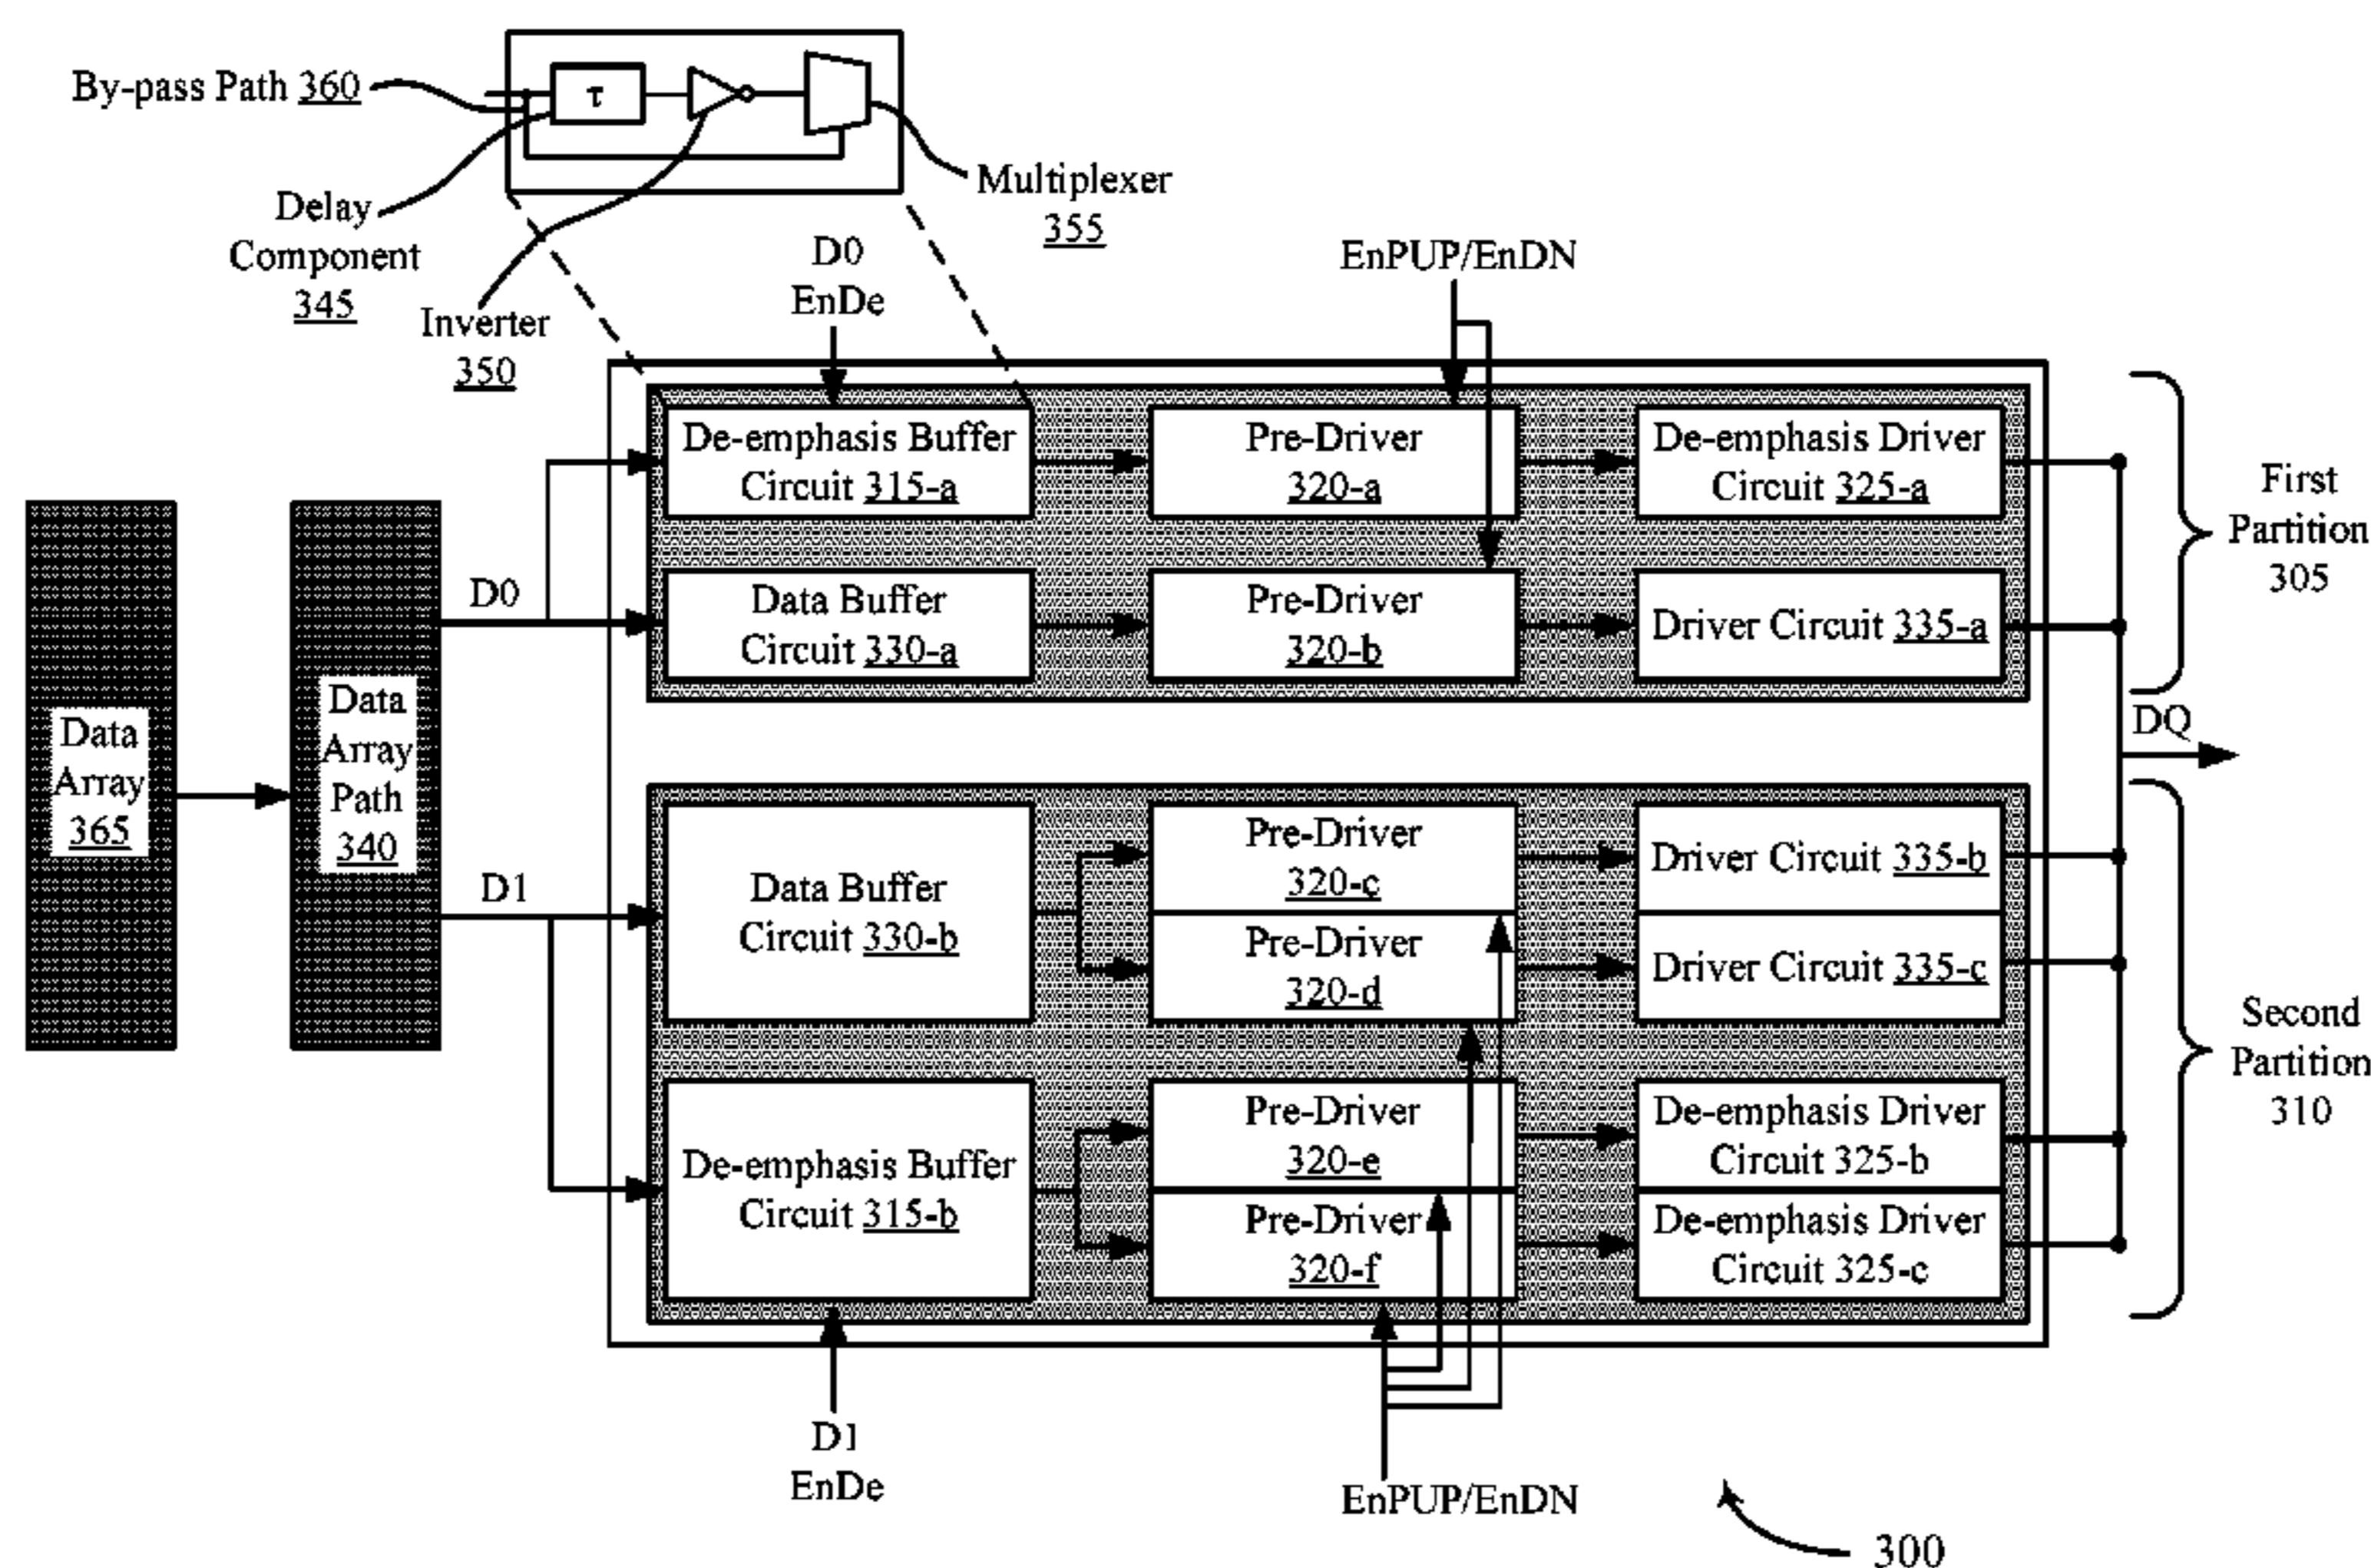 By-pass Path 360
τ
Delay
Component
345
Inverter
350
Multiplexer
355
D0
EnDe
EnPUP/EnDN
De-emphasis Buffer
Circuit 315-a
Pre-Driver
320-a
De-emphasis Driver
Circuit 325-a
First
Partition
305
D0
Data Buffer
Circuit 330-a
Pre-Driver
320-b
Driver Circuit 335-a
Data
Array
365
Data
Array
Path
340
DQ
D1
Data Buffer
Circuit 330-b
Pre-Driver
320-c
Driver Circuit 335-b
Pre-Driver
320-d
Driver Circuit 335-c
Second
Partition
310
De-emphasis Buffer
Circuit 315-b
Pre-Driver
320-e
De-emphasis Driver
Circuit 325-b
Pre-Driver
320-f
De-emphasis Driver
Circuit 325-c
D1
EnDe
EnPUP/EnDN
300